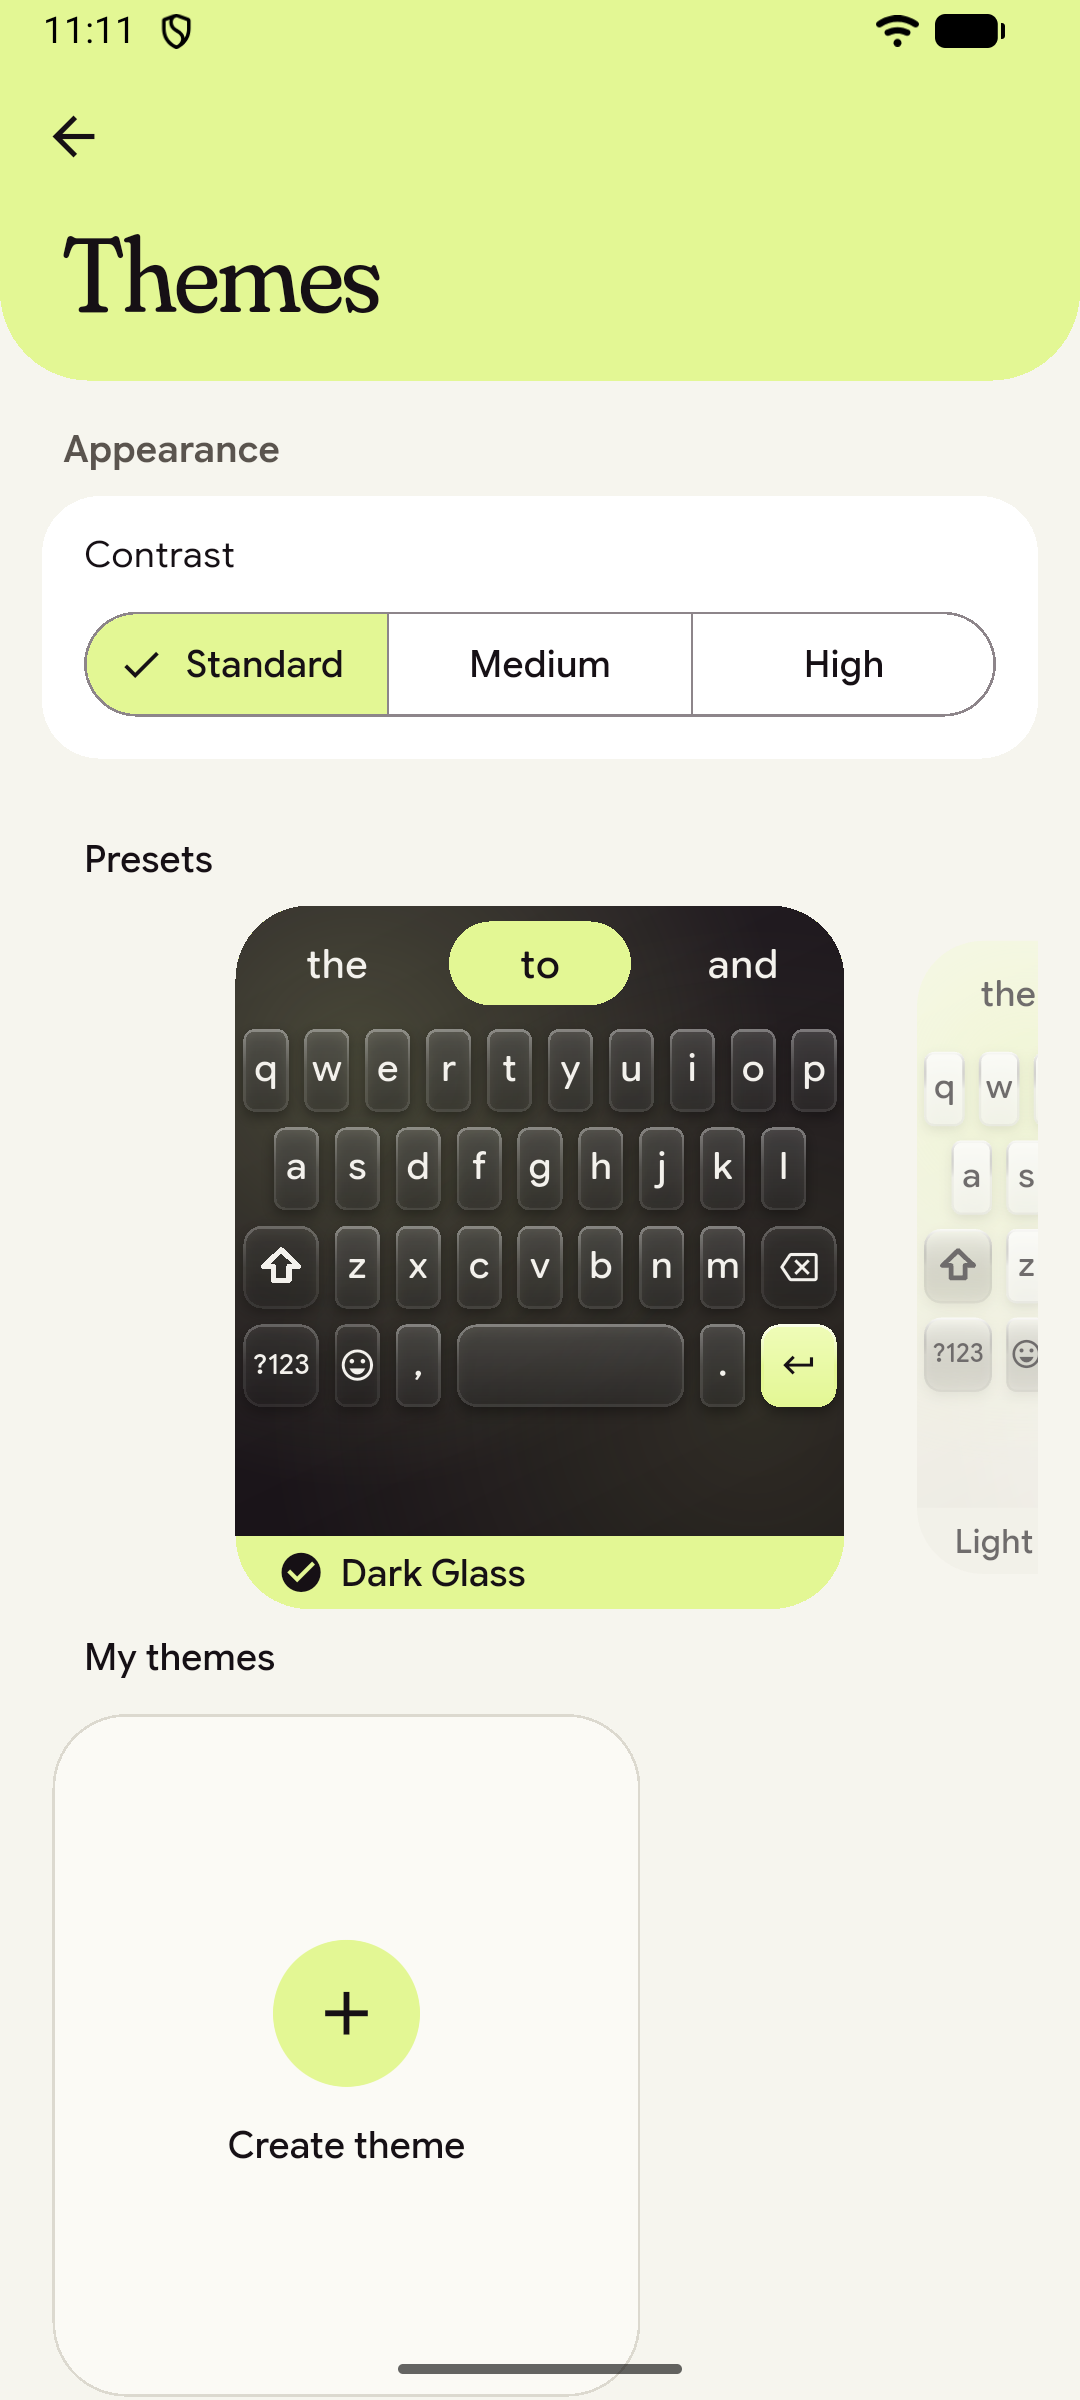 11:11
Themes
Appearance
Contrast
Standard Medium High
Presets
the to and
q w e r t y u i o p
a s d f g h j k l
z x c v b n m
?123 , .
Dark Glass
the
q w
a s
z
?123
Light
My themes
Create theme